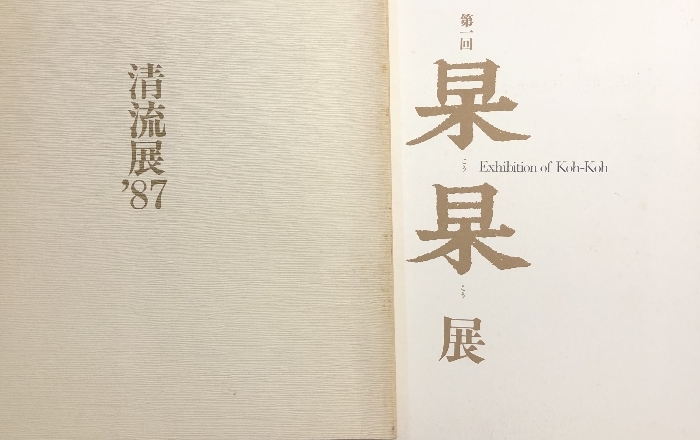 清流展'87
第一回
杲杲展
こう
こう
Exhibition of Koh-Koh